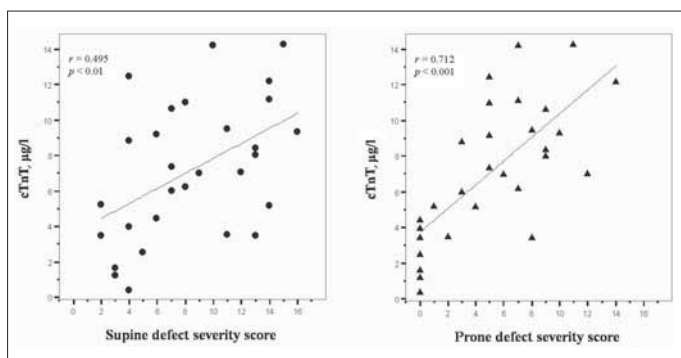 r = 0.495
p < 0.01
cTnT, µg/l
14
12
10
8
6
4
2
0
0 2 4 6 8 10 12 14 16
Supine defect severity score
r = 0.712
p < 0.001
cTnT, µg/l
14
12
10
8
6
4
2
0
0 2 4 6 8 10 12 14 16
Prone defect severity score